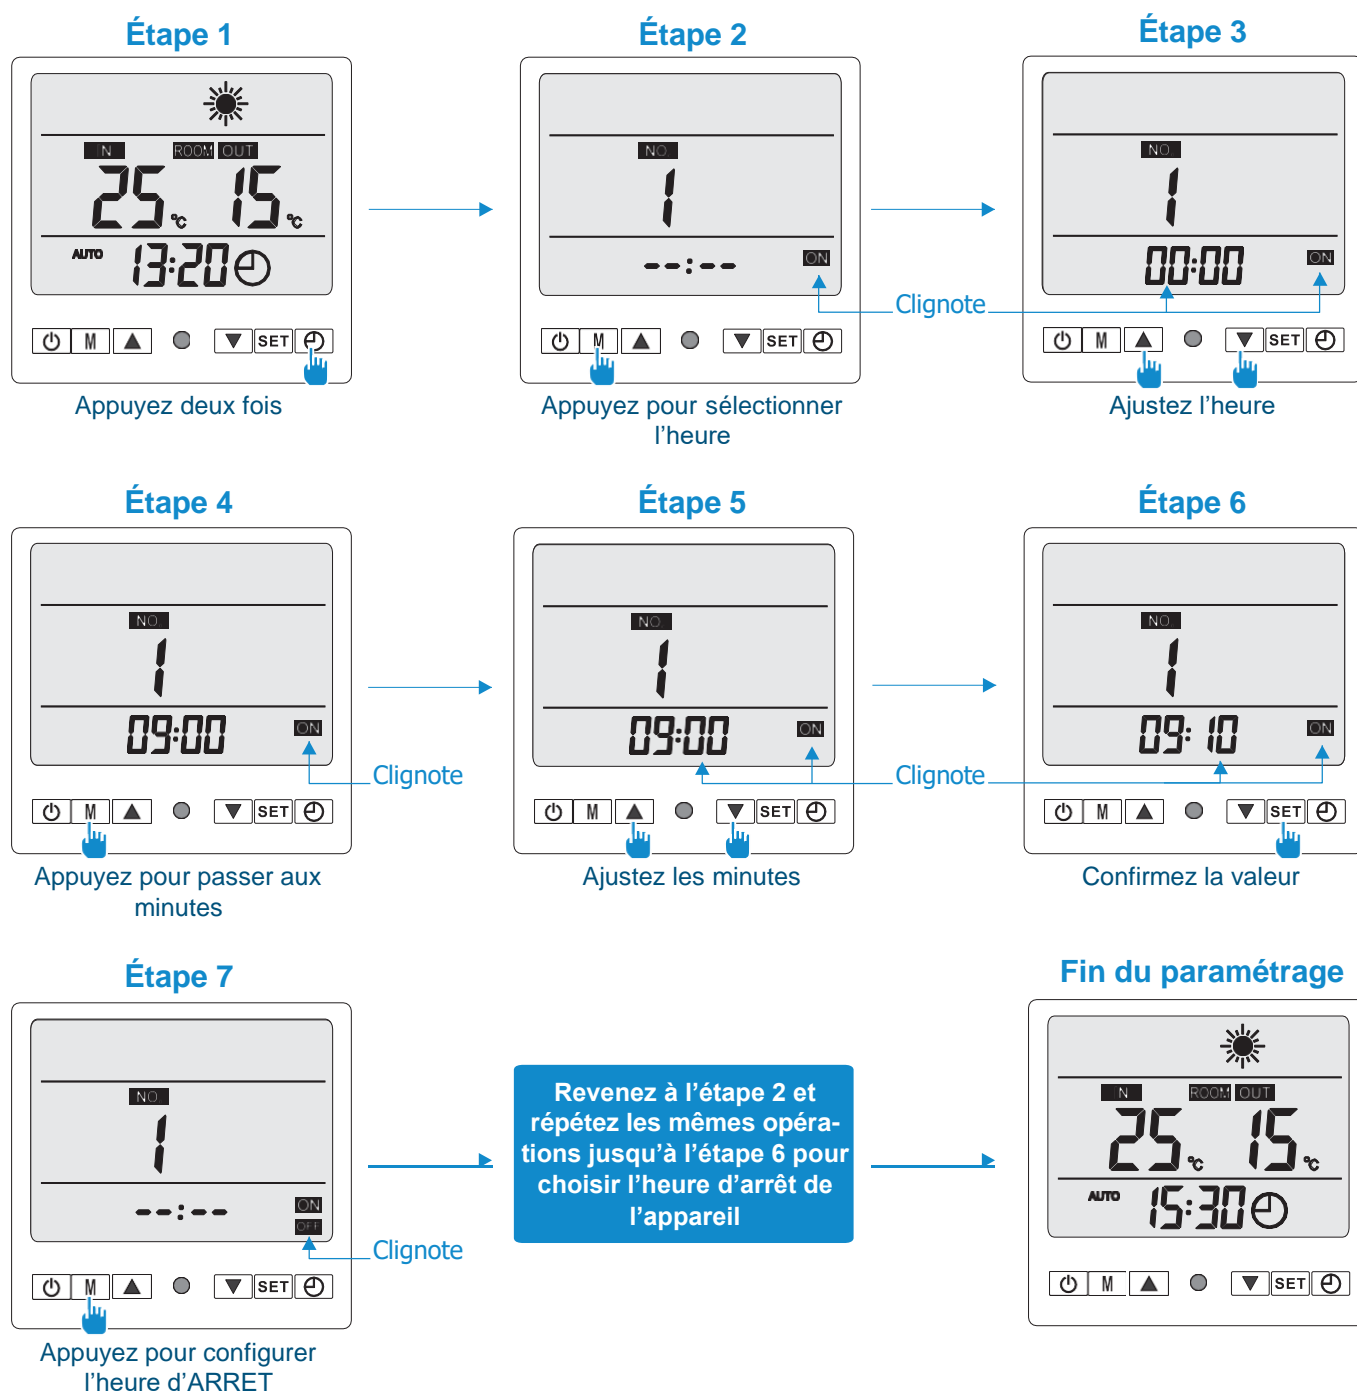 Étape 1
IN ROOM OUT
25 °C 15 °C
AUTO 13:20
M SET
Appuyez deux fois
Étape 2
NO.
1
--:-- ON
M SET
Appuyez pour sélectionner
l’heure
Clignote
Étape 3
NO.
1
00:00 ON
M SET
Ajustez l’heure
Étape 4
NO.
1
09:00 ON
Clignote
M SET
Appuyez pour passer aux
minutes
Étape 5
NO.
1
09:00 ON
M SET
Ajustez les minutes
Clignote
Étape 6
NO.
1
09:10 ON
M SET
Confirmez la valeur
Étape 7
NO.
1
--:-- ON
OFF
Clignote
M SET
Appuyez pour configurer
l’heure d’ARRET
Revenez à l’étape 2 et
répétez les mêmes opéra-
tions jusqu’à l’étape 6 pour
choisir l’heure d’arrêt de
l’appareil
Fin du paramétrage
IN ROOM OUT
25 °C 15 °C
AUTO 15:30
M SET